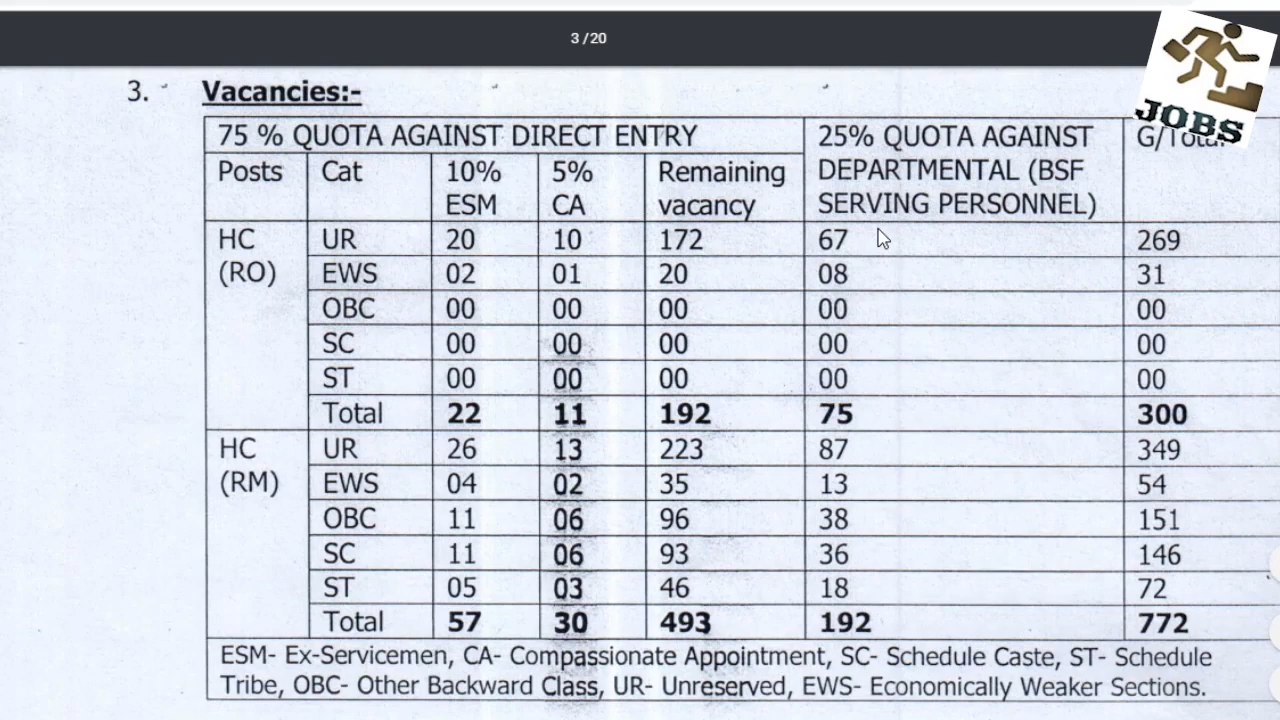 3 / 20
JOBS
3. Vacancies:-
75 % QUOTA AGAINST DIRECT ENTRY 25% QUOTA AGAINST DEPARTMENTAL (BSF SERVING PERSONNEL) G/Total
Posts Cat 10% ESM 5% CA Remaining vacancy
HC (RO) UR 20 10 172 67 269
EWS 02 01 20 08 31
OBC 00 00 00 00 00
SC 00 00 00 00 00
ST 00 00 00 00 00
Total 22 11 192 75 300
HC (RM) UR 26 13 223 87 349
EWS 04 02 35 13 54
OBC 11 06 96 38 151
SC 11 06 93 36 146
ST 05 03 46 18 72
Total 57 30 493 192 772
ESM- Ex-Servicemen, CA- Compassionate Appointment, SC- Schedule Caste, ST- Schedule
Tribe, OBC- Other Backward Class, UR- Unreserved, EWS- Economically Weaker Sections.